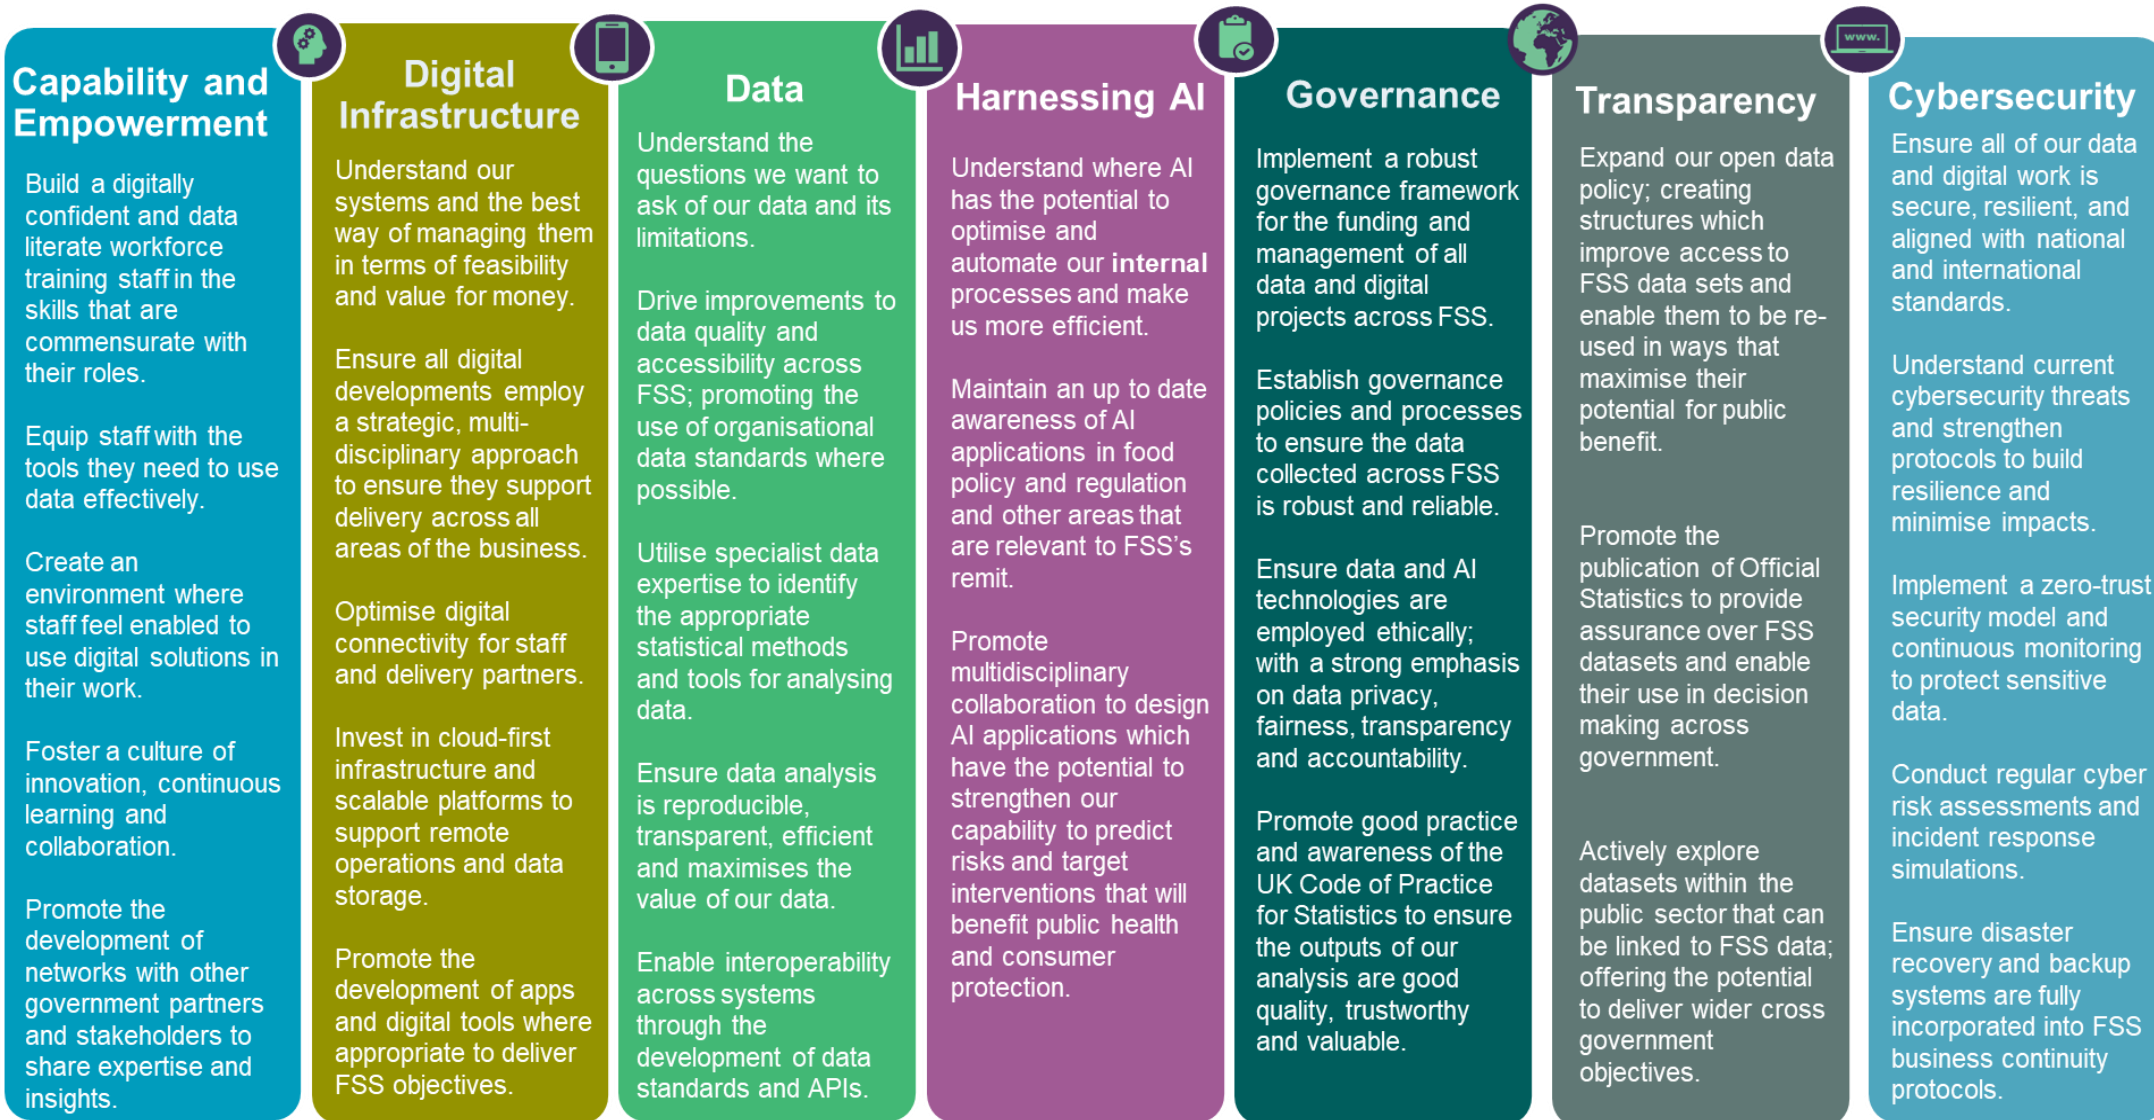 Capability and
Empowerment
Build a digitally
confident and data
literate workforce
training staff in the
skills that are
commensurate with
their roles.
Equip staff with the
tools they need to use
data effectively.
Create an
environment where
staff feel enabled to
use digital solutions in
their work.
Foster a culture of
innovation, continuous
learning and
collaboration.
Promote the
development of
networks with other
government partners
and stakeholders to
share expertise and
insights.
Digital
Infrastructure
Understand our
systems and the best
way of managing them
in terms of feasibility
and value for money.
Ensure all digital
developments employ
a strategic, multi-
disciplinary approach
to ensure they support
delivery across all
areas of the business.
Optimise digital
connectivity for staff
and delivery partners.
Invest in cloud-first
infrastructure and
scalable platforms to
support remote
operations and data
storage.
Promote the
development of apps
and digital tools where
appropriate to deliver
FSS objectives.
Data
Understand the
questions we want to
ask of our data and its
limitations.
Drive improvements to
data quality and
accessibility across
FSS; promoting the
use of organisational
data standards where
possible.
Utilise specialist data
expertise to identify
the appropriate
statistical methods
and tools for analysing
data.
Ensure data analysis
is reproducible,
transparent, efficient
and maximises the
value of our data.
Enable interoperability
across systems
through the
development of data
standards and APIs.
Harnessing AI
Understand where AI
has the potential to
optimise and
automate our internal
processes and make
us more efficient.
Maintain an up to date
awareness of AI
applications in food
policy and regulation
and other areas that
are relevant to FSS's
remit.
Promote
multidisciplinary
collaboration to design
AI applications which
have the potential to
strengthen our
capability to predict
risks and target
interventions that will
benefit public health
and consumer
protection.
Governance
Implement a robust
governance framework
for the funding and
management of all
data and digital
projects across FSS.
Establish governance
policies and processes
to ensure the data
collected across FSS
is robust and reliable.
Ensure data and AI
technologies are
employed ethically;
with a strong emphasis
on data privacy,
fairness, transparency
and accountability.
Promote good practice
and awareness of the
UK Code of Practice
for Statistics to ensure
the outputs of our
analysis are good
quality, trustworthy
and valuable.
Transparency
Expand our open data
policy; creating
structures which
improve access to
FSS data sets and
enable them to be re-
used in ways that
maximise their
potential for public
benefit.
Promote the
publication of Official
Statistics to provide
assurance over FSS
datasets and enable
their use in decision
making across
government.
Actively explore
datasets within the
public sector that can
be linked to FSS data;
offering the potential
to deliver wider cross
government
objectives.
www.
Cybersecurity
Ensure all of our data
and digital work is
secure, resilient, and
aligned with national
and international
standards.
Understand current
cybersecurity threats
and strengthen
protocols to build
resilience and
minimise impacts.
Implement a zero-trust
security model and
continuous monitoring
to protect sensitive
data.
Conduct regular cyber
risk assessments and
incident response
simulations.
Ensure disaster
recovery and backup
systems are fully
incorporated into FSS
business continuity
protocols.